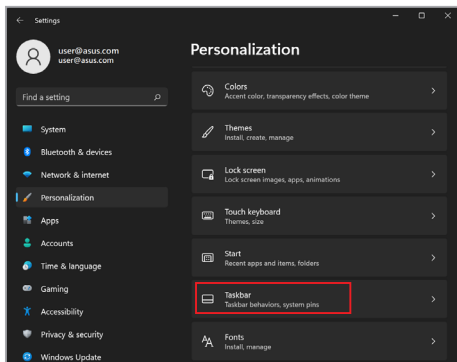 Settings
user@asus.com
user@asus.com
Find a setting
System
Bluetooth & devices
Network & internet
Personalization
Apps
Accounts
Time & language
Gaming
Accessibility
Privacy & security
Windows Update
Personalization
Colors
Accent color, transparency effects, color theme
Themes
Install, create, manage
Lock screen
Lock screen images, apps, animations
Touch keyboard
Themes, size
Start
Recent apps and items, folders
Taskbar
Taskbar behaviors, system pins
Fonts
Install, manage